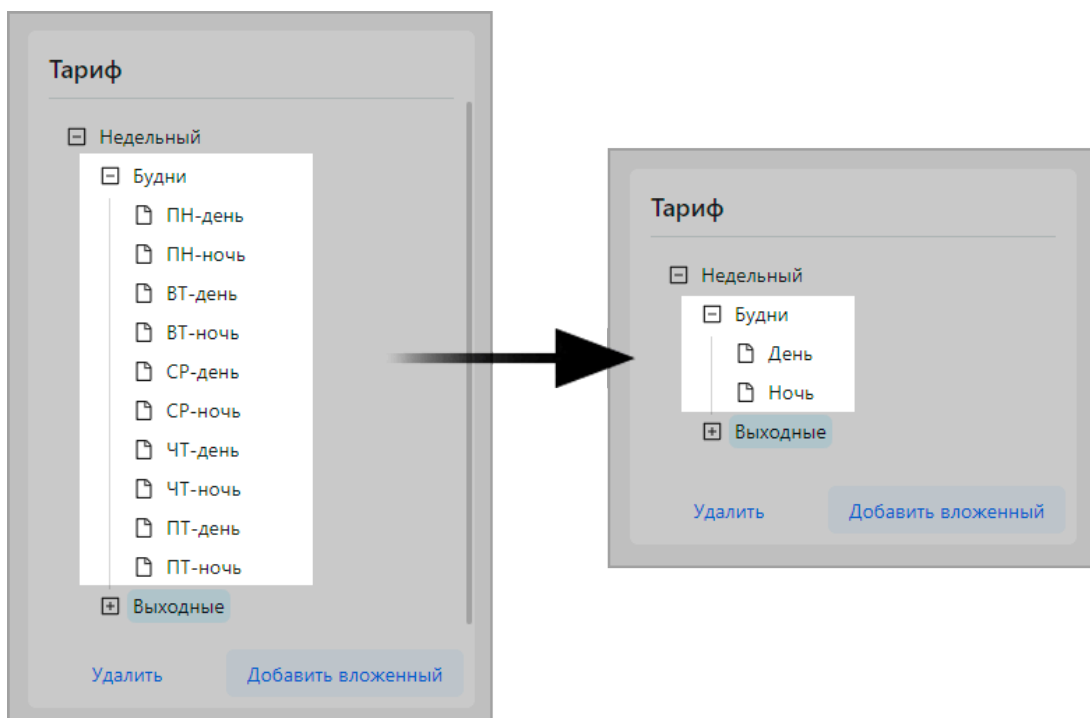 Тариф
Недельный
Будни
ПН-день
ПН-ночь
ВТ-день
ВТ-ночь
СР-день
СР-ночь
ЧТ-день
ЧТ-ночь
ПТ-день
ПТ-ночь
Выходные
Удалить
Добавить вложенный
Тариф
Недельный
Будни
День
Ночь
Выходные
Удалить
Добавить вложенный